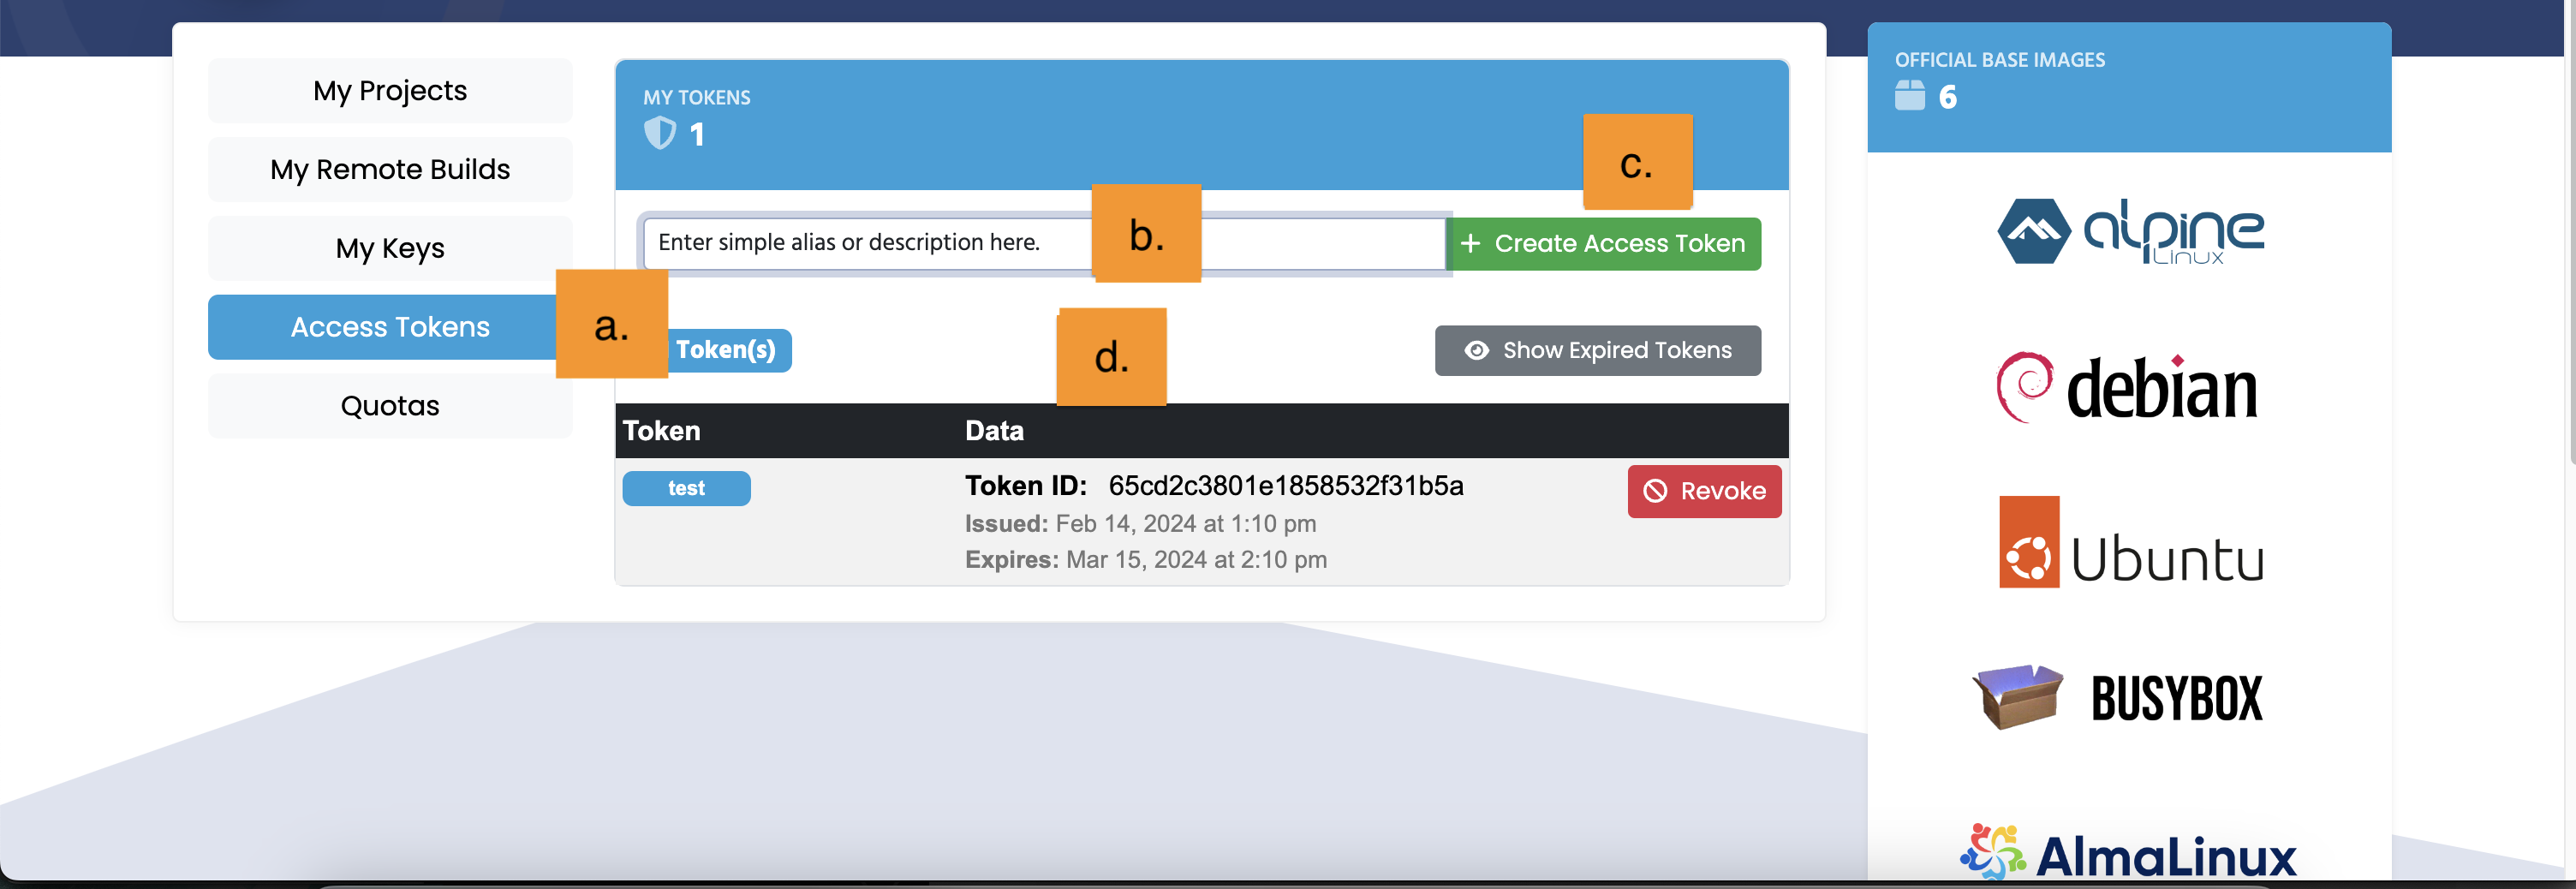 My Projects
My Remote Builds
My Keys
Access Tokens
Quotas
a.
MY TOKENS
1
c.
Enter simple alias or description here.
b.
+ Create Access Token
Token(s)
d.
Show Expired Tokens
Token Data
test
Token ID: 65cd2c3801e1858532f31b5a
Revoke
Issued: Feb 14, 2024 at 1:10 pm
Expires: Mar 15, 2024 at 2:10 pm
OFFICIAL BASE IMAGES
6
alpine
Linux
debian
Ubuntu
BUSYBOX
AlmaLinux